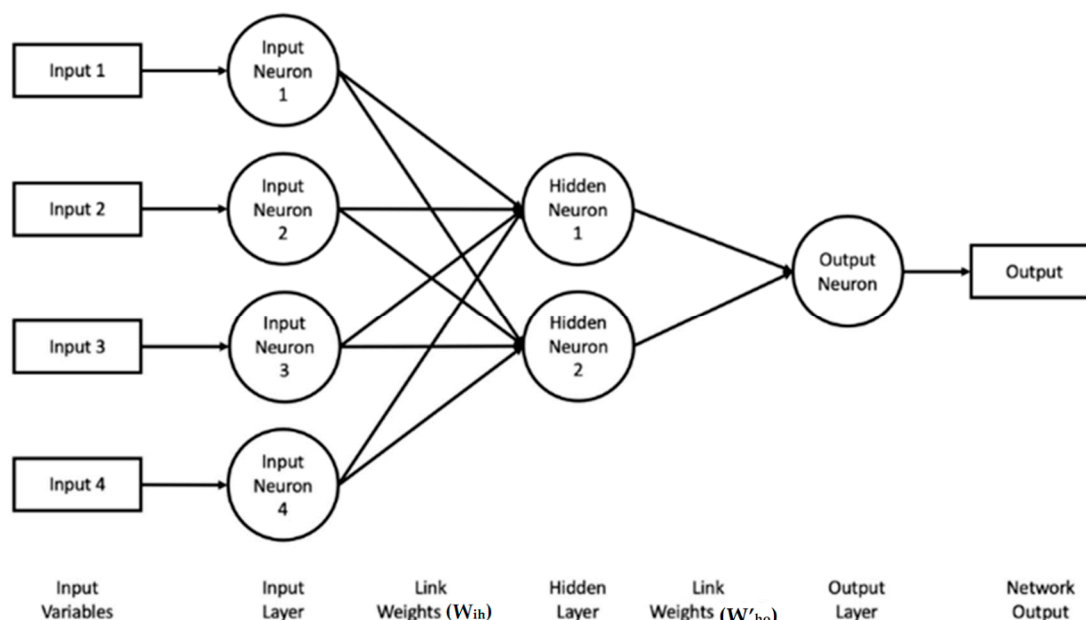 Input 1
Input
Neuron
1
Input 2
Input
Neuron
2
Hidden
Neuron
1
Output
Neuron
Output
Input 3
Input
Neuron
3
Hidden
Neuron
2
Input 4
Input
Neuron
4
Input
Variables
Input
Layer
Link
Weights (Wih)
Hidden
Layer
Link
Weights (W'ho)
Output
Layer
Network
Output